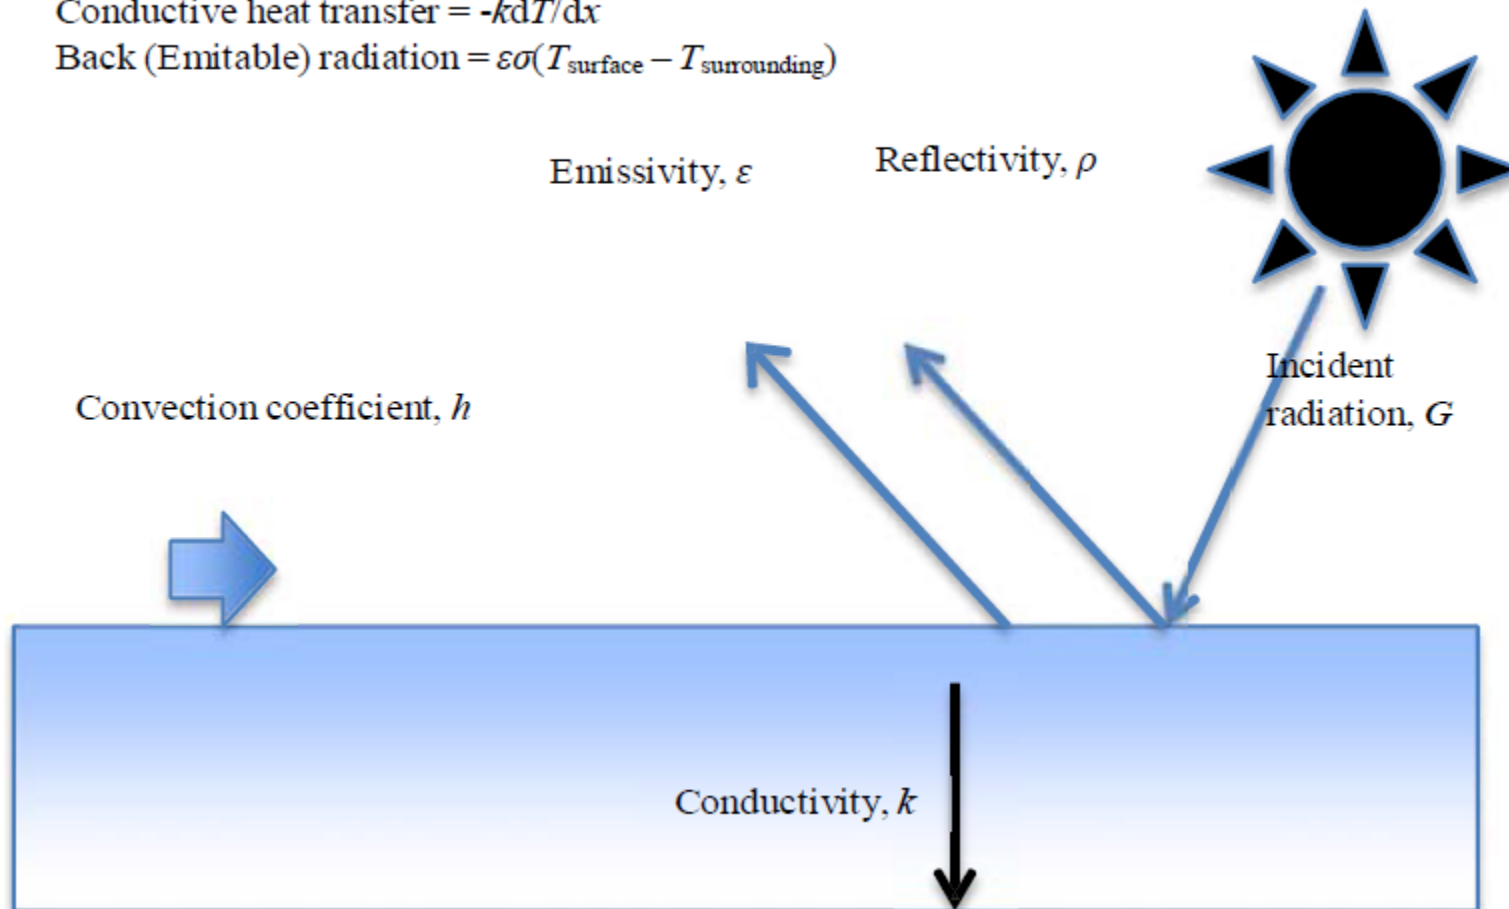 Conductive heat transfer = -kdT/dx
Back (Emitable) radiation = εσ(Tsurface – Tsurrounding)
Emissivity, ε
Reflectivity, ρ
Incident
radiation, G
Convection coefficient, h
Conductivity, k